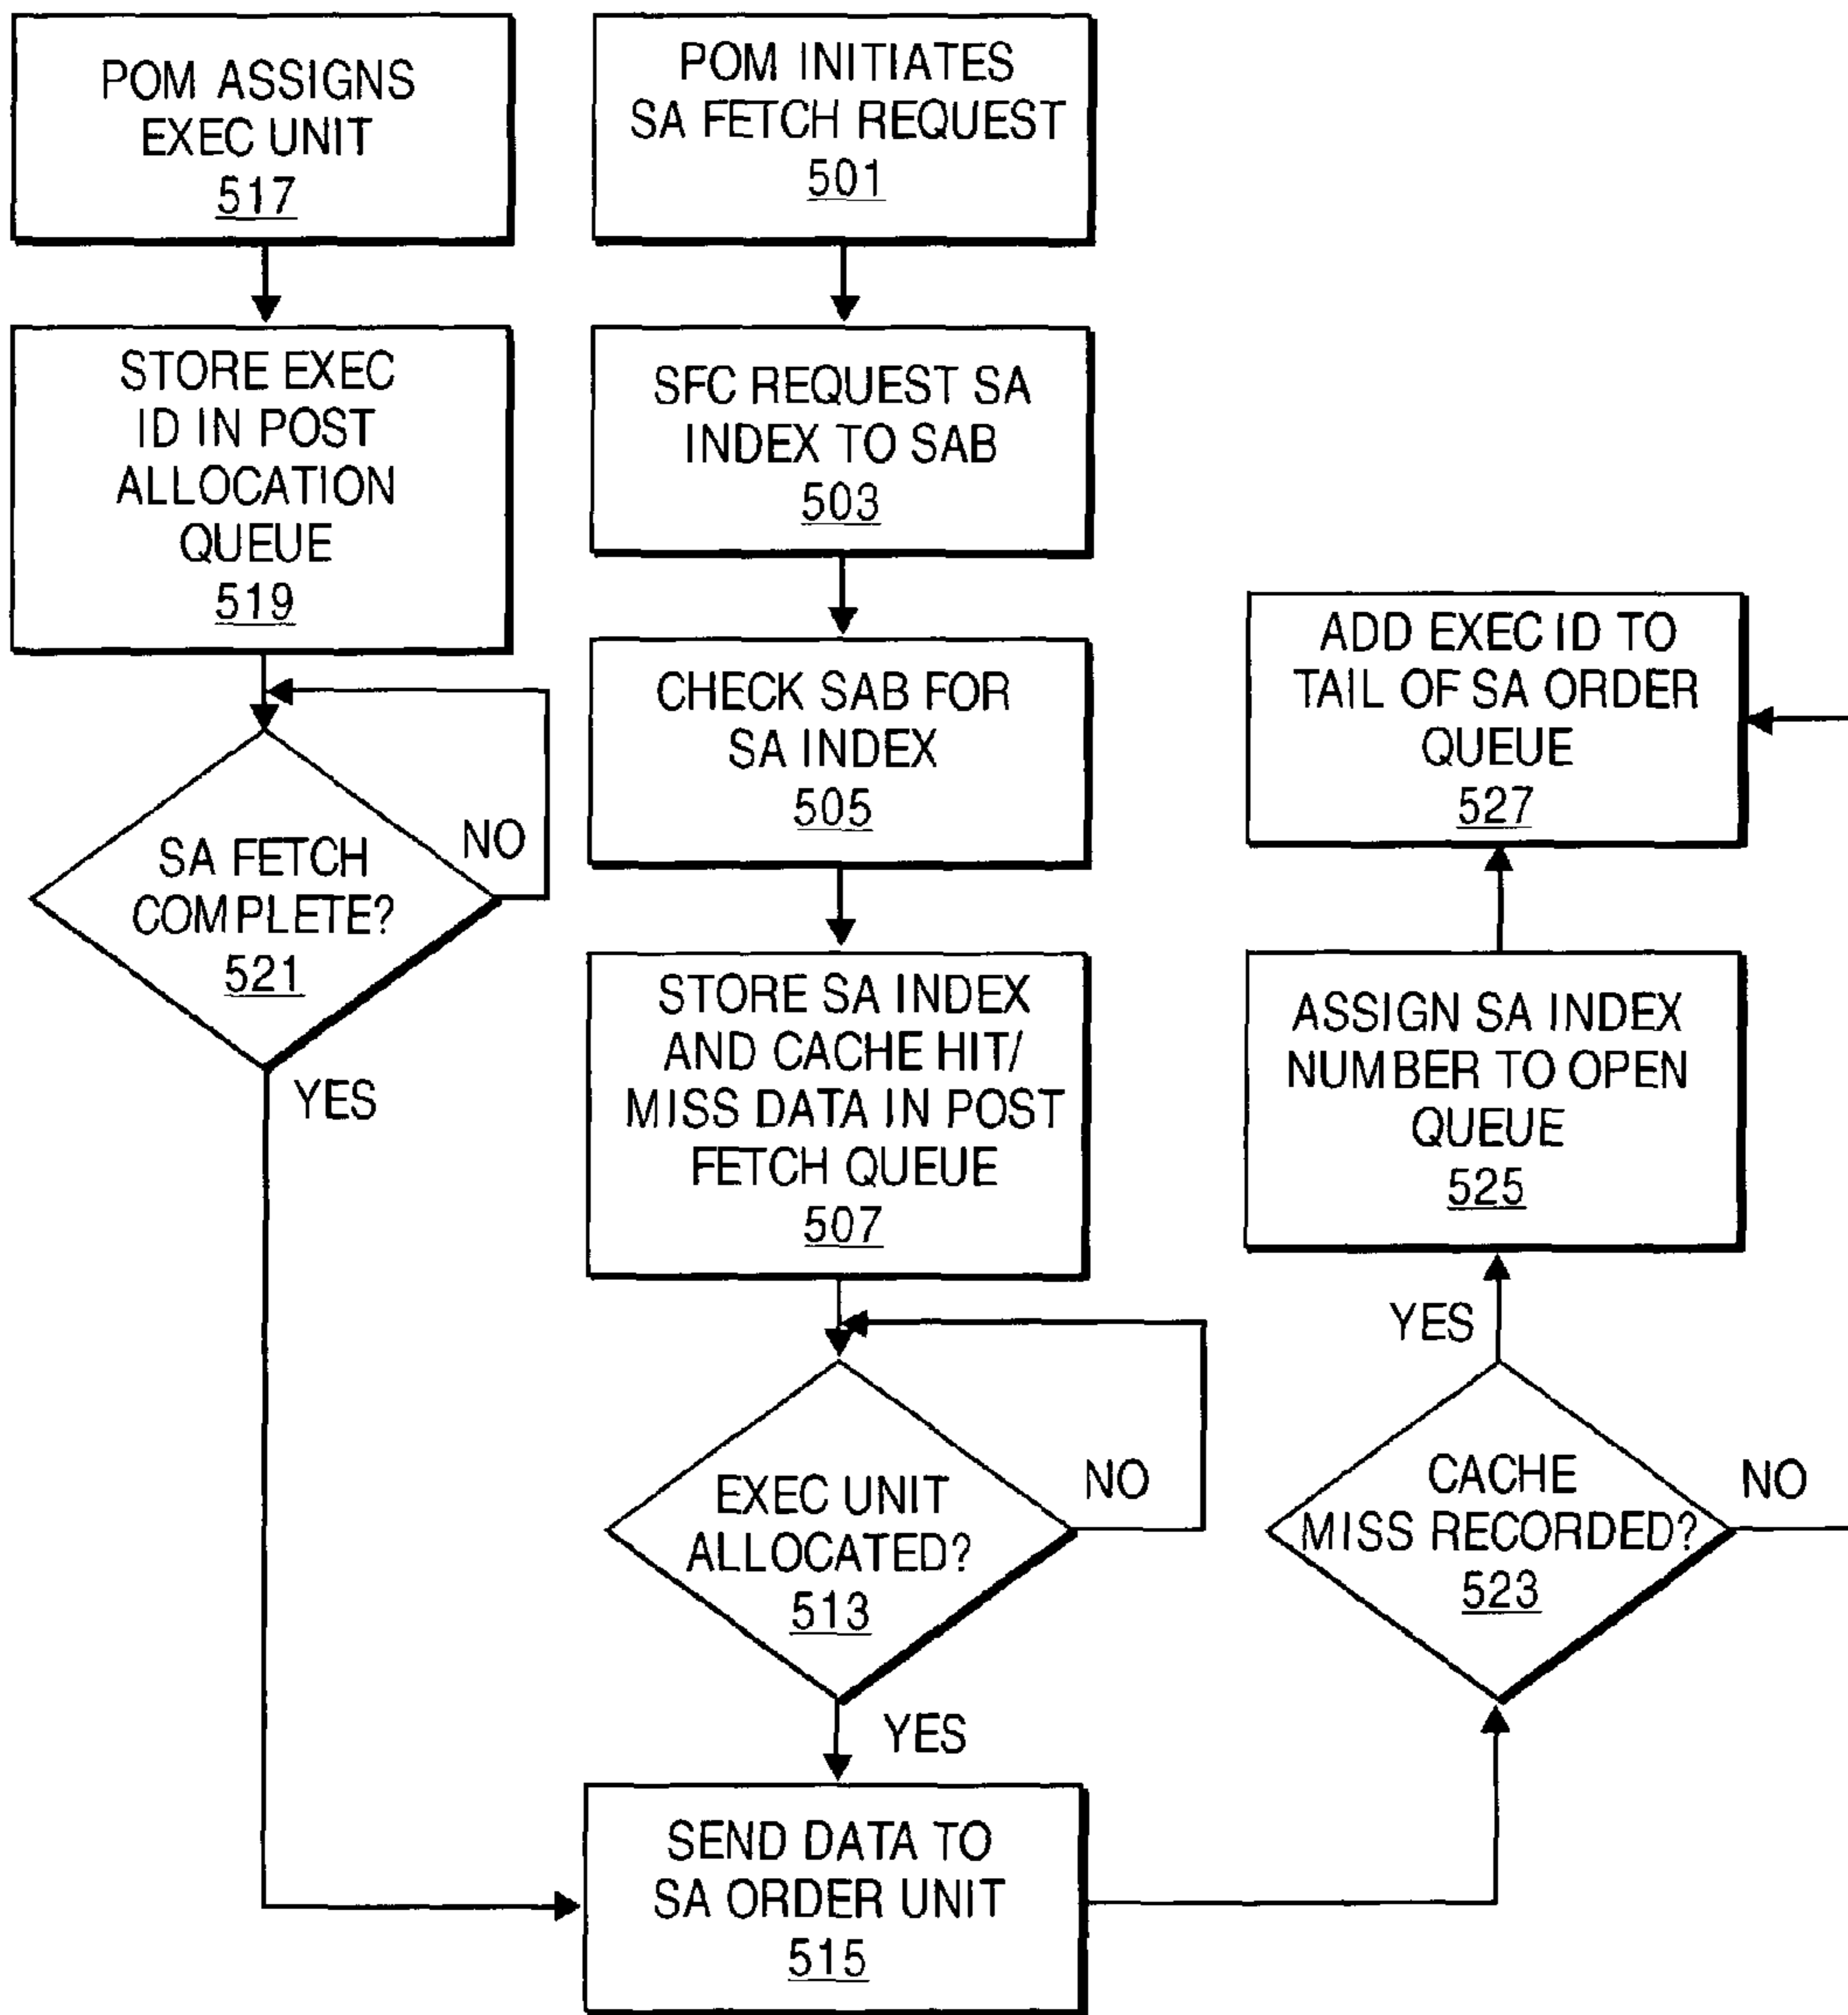 POM ASSIGNS
EXEC UNIT
517
STORE EXEC
ID IN POST
ALLOCATION
QUEUE
519
SA FETCH
COMPLETE?
521
NO
YES
POM INITIATES
SA FETCH REQUEST
501
SFC REQUEST SA
INDEX TO SAB
503
CHECK SAB FOR
SA INDEX
505
STORE SA INDEX
AND CACHE HIT/
MISS DATA IN POST
FETCH QUEUE
507
EXEC UNIT
ALLOCATED?
513
NO
YES
SEND DATA TO
SA ORDER UNIT
515
ADD EXEC ID TO
TAIL OF SA ORDER
QUEUE
527
ASSIGN SA INDEX
NUMBER TO OPEN
QUEUE
525
YES
CACHE
MISS RECORDED?
523
NO